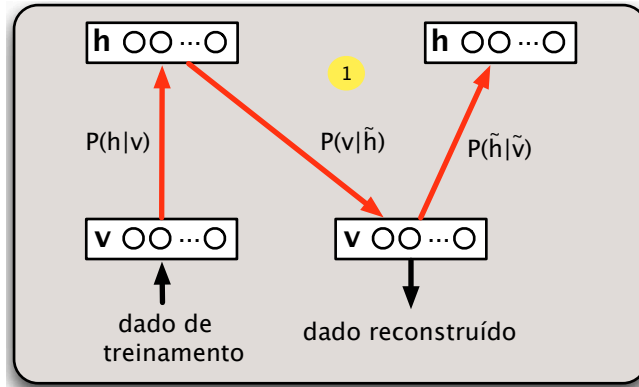 h ... h ...
1
P(h|v) P(v|h̃) P(h̃|ṽ)
v ... v ...
dado de
treinamento
dado reconstruído